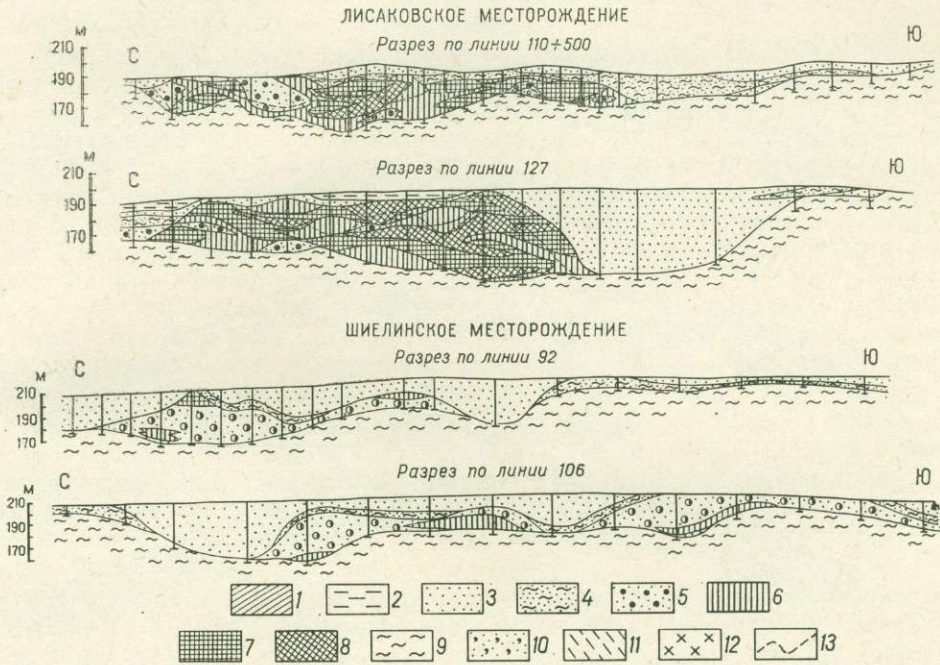 ЛИСАКОВСКОЕ МЕСТОРОЖДЕНИЕ
Разрез по линии 110+500
м
210
190
170
С
Ю
Разрез по линии 127
м
210
190
170
С
Ю
ШИЕЛИНСКОЕ МЕСТОРОЖДЕНИЕ
Разрез по линии 92
м
210
190
170
С
Ю
Разрез по линии 106
м
210
190
170
С
Ю
1 2 3 4 5 6
7 8 9 10 11 12 13